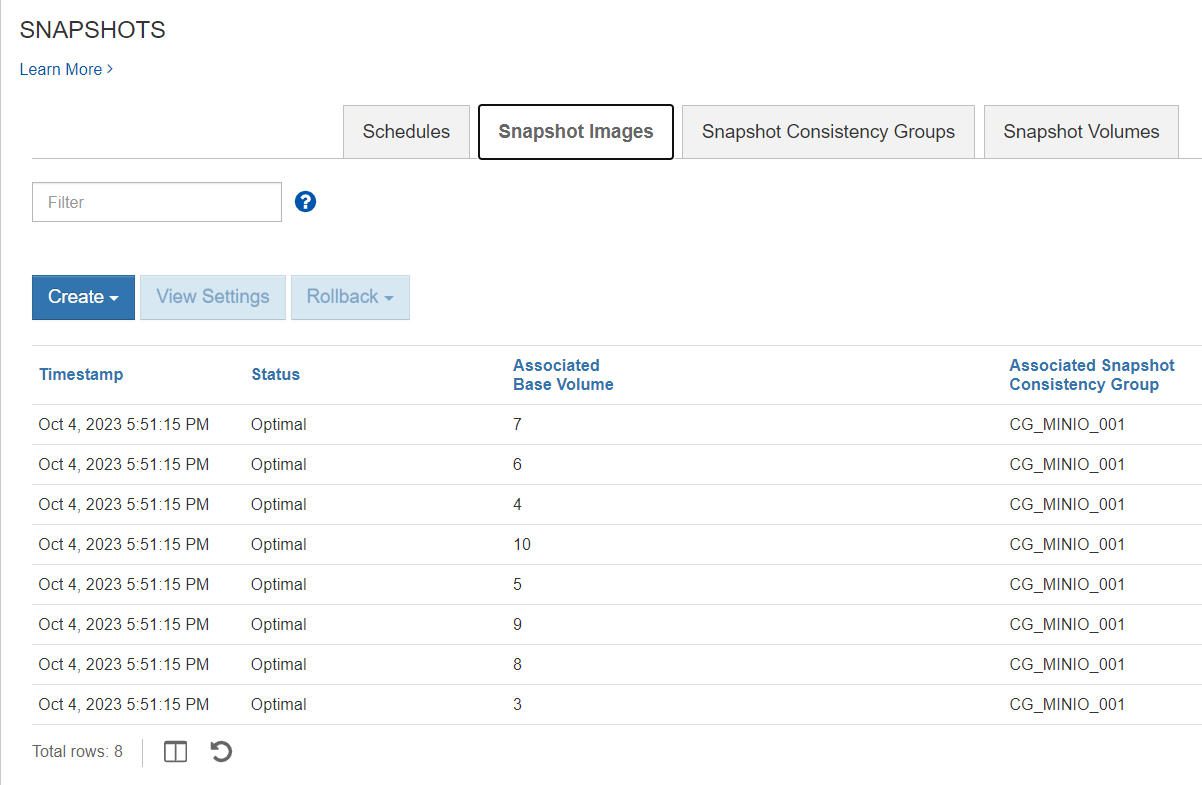 SNAPSHOTS
Learn More >
Schedules Snapshot Images Snapshot Consistency Groups Snapshot Volumes
Filter ?
Create View Settings Rollback
Timestamp Status Associated Base Volume Associated Snapshot Consistency Group
Oct 4, 2023 5:51:15 PM Optimal 7 CG_MINIO_001
Oct 4, 2023 5:51:15 PM Optimal 6 CG_MINIO_001
Oct 4, 2023 5:51:15 PM Optimal 4 CG_MINIO_001
Oct 4, 2023 5:51:15 PM Optimal 10 CG_MINIO_001
Oct 4, 2023 5:51:15 PM Optimal 5 CG_MINIO_001
Oct 4, 2023 5:51:15 PM Optimal 9 CG_MINIO_001
Oct 4, 2023 5:51:15 PM Optimal 8 CG_MINIO_001
Oct 4, 2023 5:51:15 PM Optimal 3 CG_MINIO_001
Total rows: 8